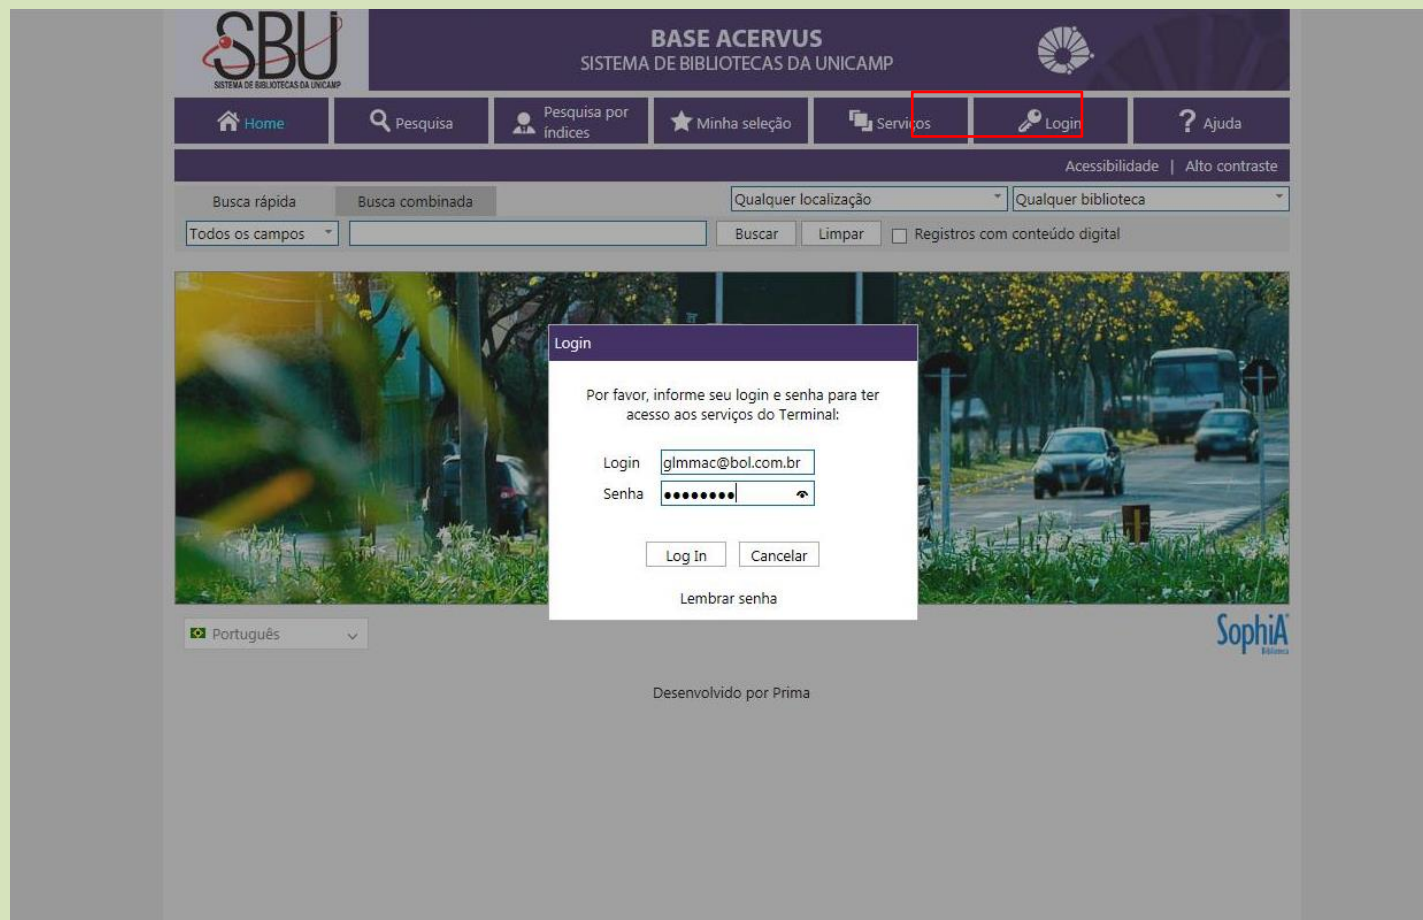 SBU
SISTEMA DE BIBLIOTECAS DA UNICAMP
BASE ACERVUS
SISTEMA DE BIBLIOTECAS DA UNICAMP
Home
Pesquisa
Pesquisa por
índices
Minha seleção
Serviços
Login
? Ajuda
Acessibilidade | Alto contraste
Busca rápida
Busca combinada
Qualquer localização
Qualquer biblioteca
Todos os campos
Buscar
Limpar
Registros com conteúdo digital
Login
Por favor, informe seu login e senha para ter
acesso aos serviços do Terminal:
Login glmmac@bol.com.br
Senha ••••••••
Log In
Cancelar
Lembrar senha
Português
SophiA
Biblioteca
Desenvolvido por Prima